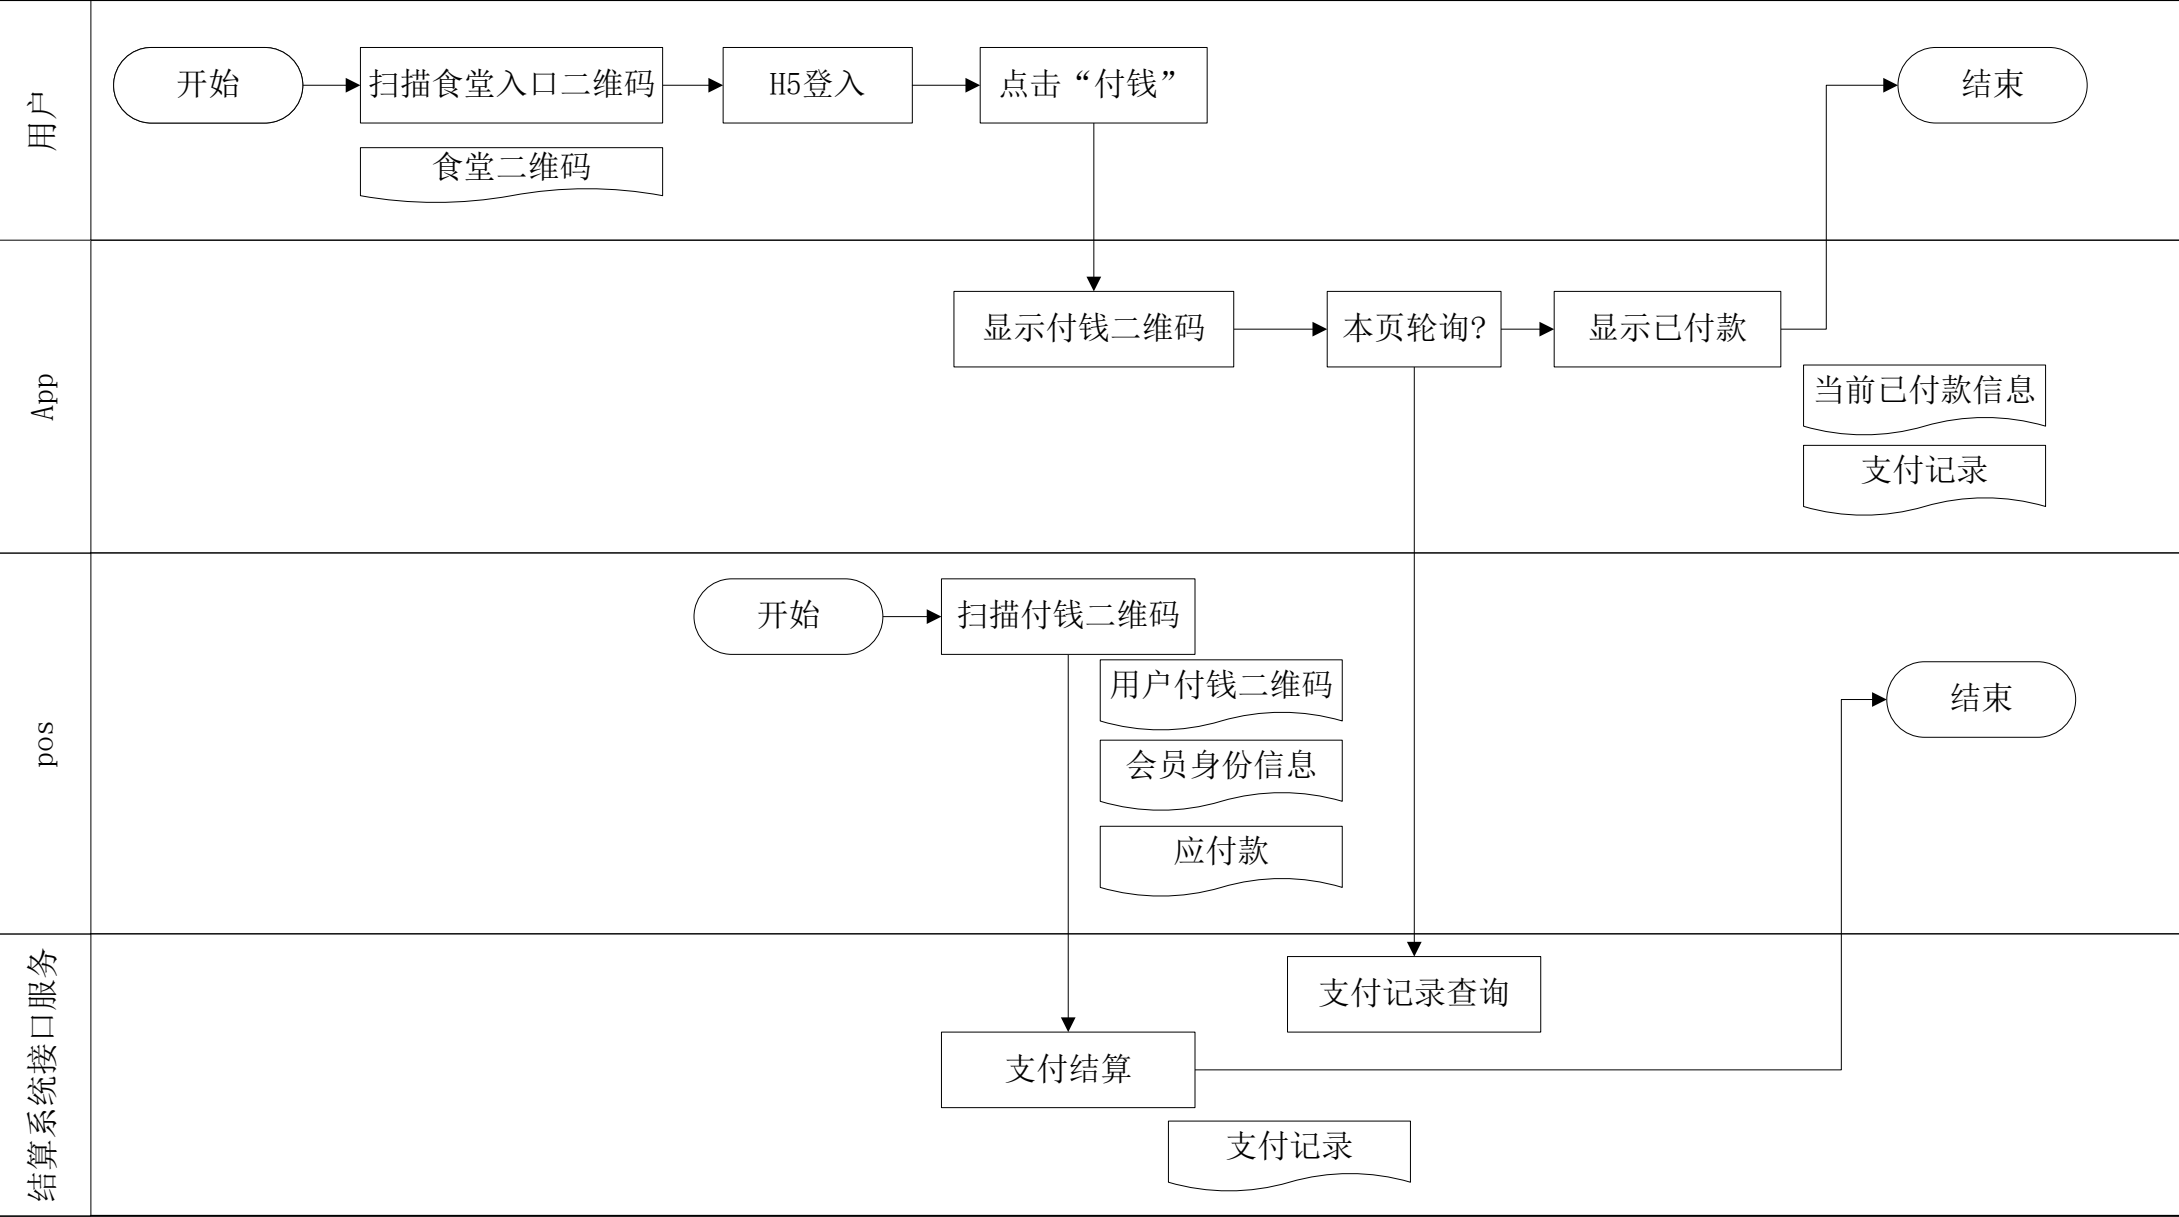 用户
开始
扫描食堂入口二维码
H5登入
点击“付钱”
结束
食堂二维码
App
显示付钱二维码
本页轮询?
显示已付款
当前已付款信息
支付记录
pos
开始
扫描付钱二维码
用户付钱二维码
会员身份信息
应付款
结束
结算系统接口服务
支付记录查询
支付结算
支付记录